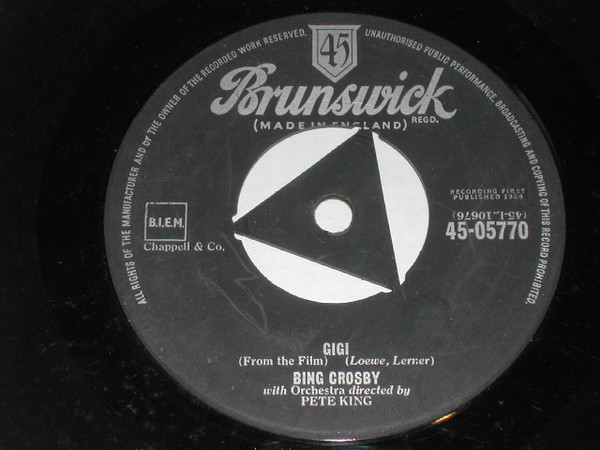 ALL RIGHTS OF THE MANUFACTURER AND OF THE OWNER OF THE RECORDED WORK RESERVED. UNAUTHORISED PUBLIC PERFORMANCE, BROADCASTING AND COPYING OF THIS RECORD PROHIBITED.
45
Brunswick
REGD.
(MADE IN ENGLAND)
RECORDING FIRST
PUBLISHED
B.I.E.M.
Chappell & Co.
(45-L.10676)
45-05770
GIGI
(From the Film) (Loewe, Lerner)
BING CROSBY
with Orchestra directed by
PETE KING